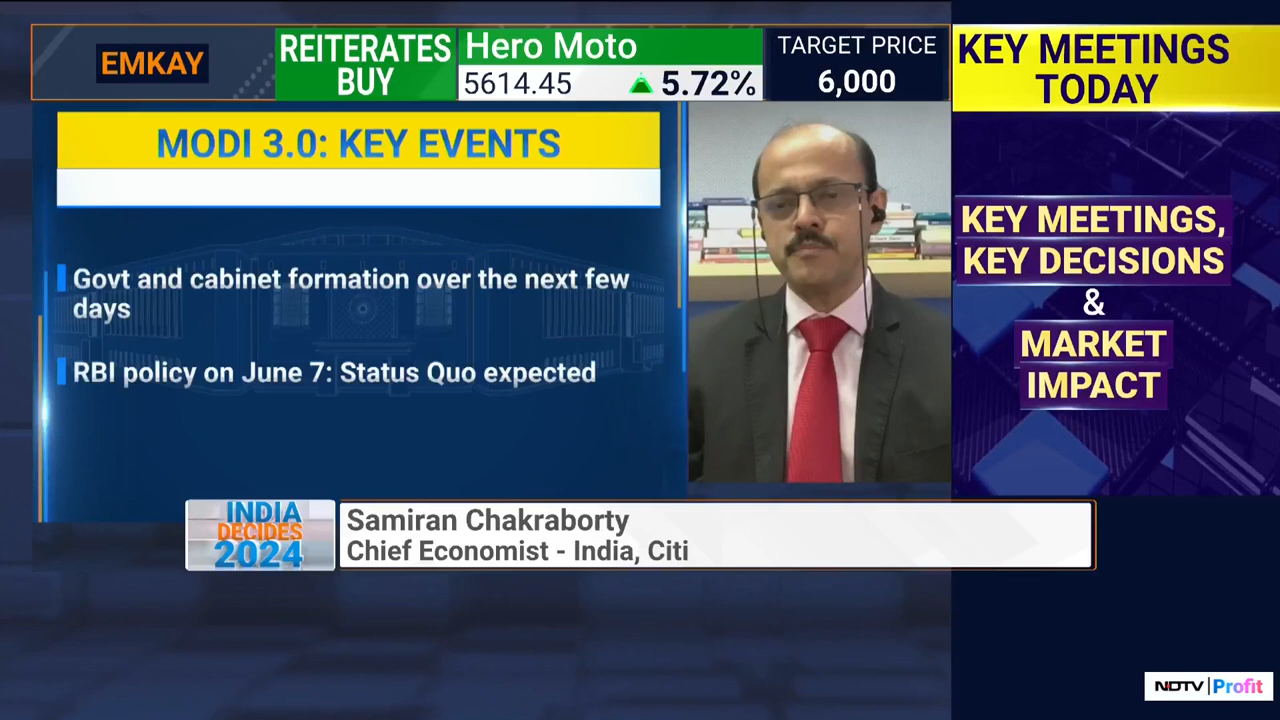 EMKAY
REITERATES
BUY
Hero Moto
5614.45 5.72%
TARGET PRICE
6,000
KEY MEETINGS
TODAY
MODI 3.0: KEY EVENTS
Govt and cabinet formation over the next few
days
RBI policy on June 7: Status Quo expected
KEY MEETINGS,
KEY DECISIONS
&
MARKET
IMPACT
INDIA
DECIDES
2024
Samiran Chakraborty
Chief Economist - India, Citi
NDTV Profit